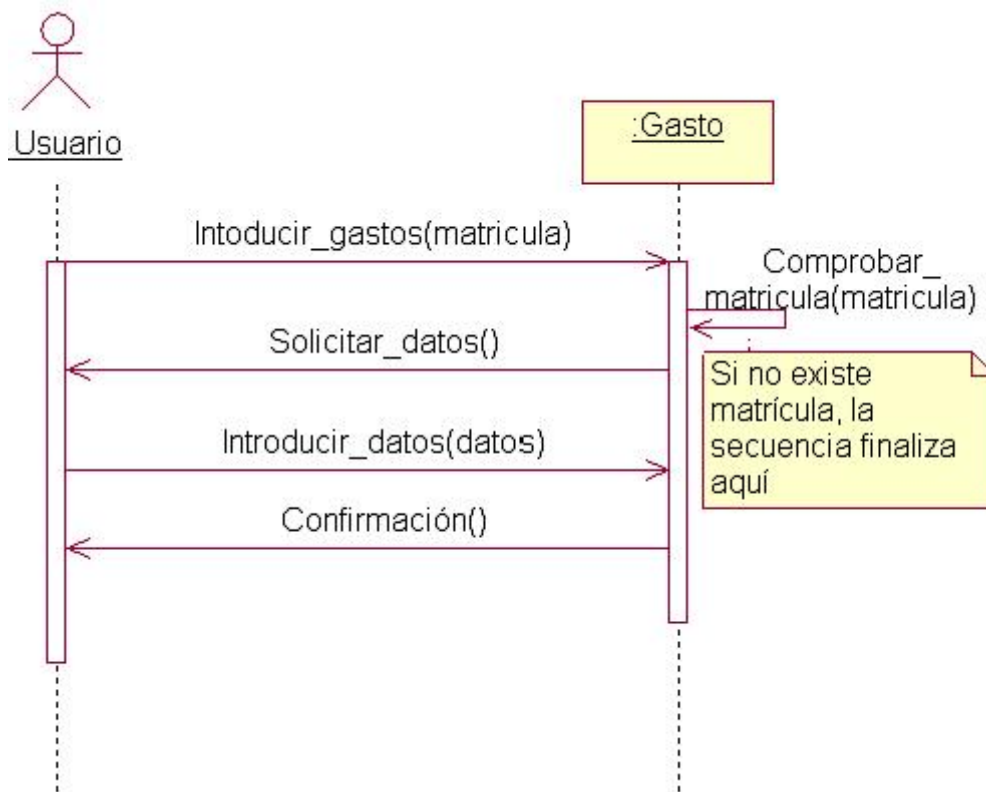 Usuario
:Gasto
Intoducir_gastos(matricula)
Comprobar_
matricula(matricula)
Solicitar_datos()
Si no existe
matrícula, la
secuencia finaliza
aquí
Introducir_datos(datos)
Confirmación()